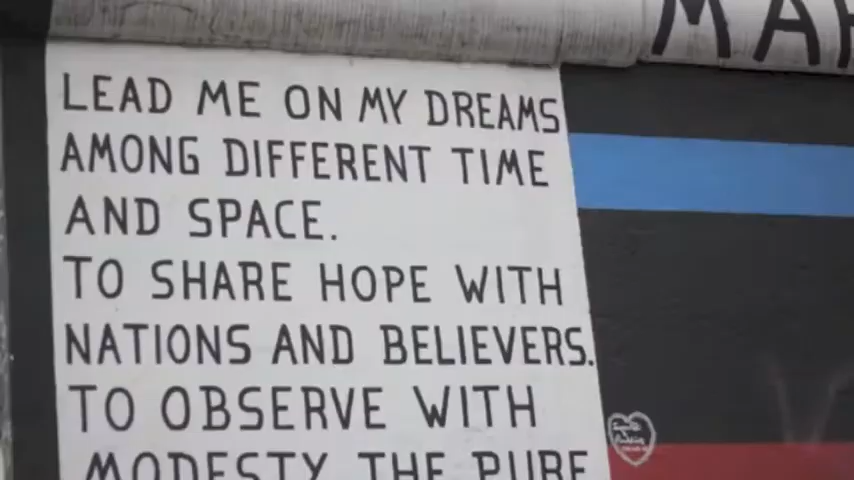 LEAD ME ON MY DREAMS
AMONG DIFFERENT TIME
AND SPACE.
TO SHARE HOPE WITH
NATIONS AND BELIEVERS.
TO OBSERVE WITH
MODESTY THE PURE
MAR